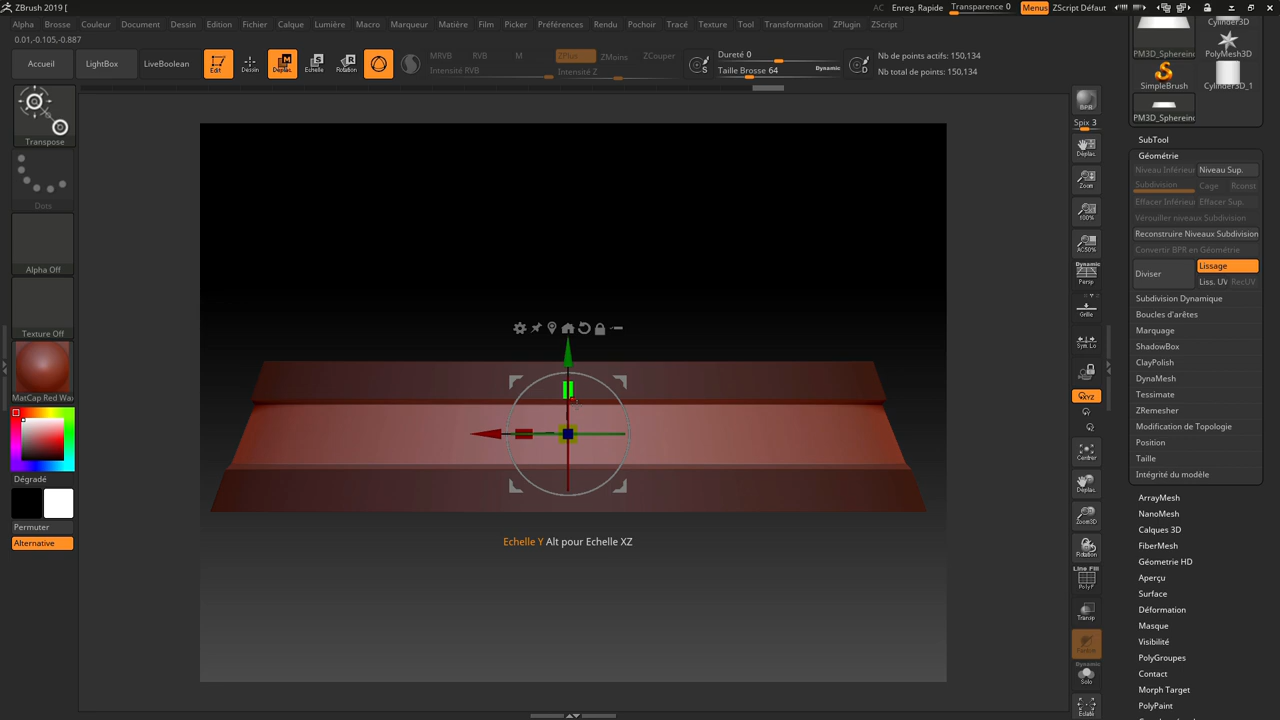 ZBrush 2019 [
AC Enreg. Rapide Transparence 0 Menus ZScript Défaut
Alpha Brosse Couleur Document Dessin Edition Fichier Calque Lumière Macro Marqueur Matière Film Picker Préférences Rendu Pochoir Tracé Texture Tool Transformation ZPlugin ZScript
0.01,-0.105,-0.887
Accueil LightBox LiveBoolean Edit Dessin Déplac. Echelle Rotation
MRVB RVB M ZPlus ZMoins ZCouper
Intensité RVB Intensité Z
Dureté 0
Taille Brosse 64 Dynamic
Nb de points actifs: 150,134
Nb total de points: 150,134
Transpose
Dots
Alpha Off
Texture Off
MatCap Red Wax
Dégradé
Permuter
Alternative
Echelle Y Alt pour Echelle XZ
BPR
Spix 3
Déplac.
Zoom
100%
AC50%
Dynamic
Persp
Grille
Sym. Lo
XYZ
Centrer
Déplac.
Zoom3D
Rotation
Line Fill
PolyF
Transp
Dynamic
Solo
Eclaté
Cylinder3D
PM3D_Sphereinc PolyMesh3D
SimpleBrush Cylinder3D_1
PM3D_Sphereinc
SubTool
Géométrie
Niveau Inférieur Niveau Sup.
Subdivision Cage Rconst
Effacer Inférieur Effacer Sup.
Vérouiller niveaux Subdivision
Reconstruire Niveaux Subdivision
Convertir BPR en Géométrie
Diviser Lissage
Liss. UV RecUV
Subdivision Dynamique
Boucles d'arêtes
Marquage
ShadowBox
ClayPolish
DynaMesh
Tessimate
ZRemesher
Modification de Topologie
Position
Taille
Intégrité du modèle
ArrayMesh
NanoMesh
Calques 3D
FiberMesh
Géometrie HD
Aperçu
Surface
Déformation
Masque
Visibilité
PolyGroupes
Contact
Morph Target
PolyPaint